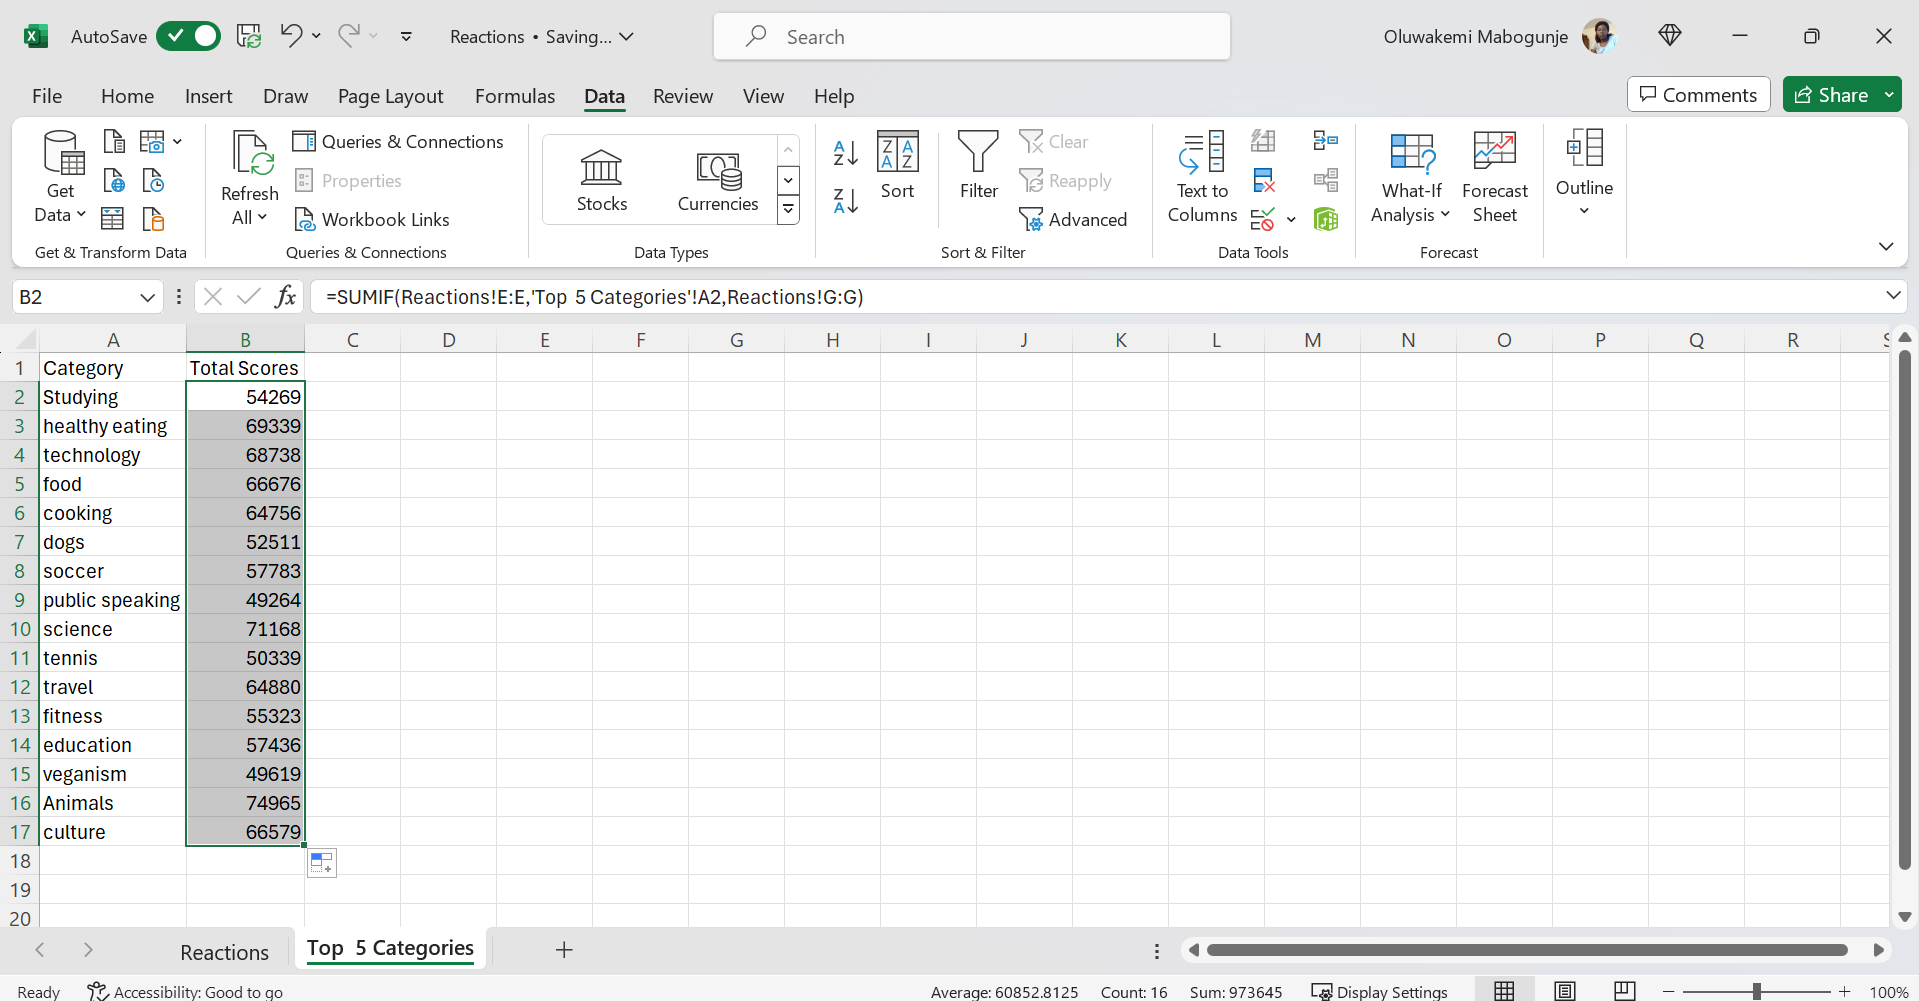 AutoSave
Reactions • Saving...
Search
Oluwakemi Mabogunje
File Home Insert Draw Page Layout Formulas Data Review View Help
Comments
Share
Get Data
Get & Transform Data
Refresh All
Queries & Connections
Properties
Workbook Links
Queries & Connections
Stocks
Currencies
Data Types
Sort
Filter
Clear
Reapply
Advanced
Sort & Filter
Text to Columns
Data Tools
What-If Analysis
Forecast Sheet
Forecast
Outline
B2
fx
=SUMIF(Reactions!E:E,'Top 5 Categories'!A2,Reactions!G:G)
A B C D E F G H I J K L M N O P Q R
1 Category Total Scores
2 Studying 54269
3 healthy eating 69339
4 technology 68738
5 food 66676
6 cooking 64756
7 dogs 52511
8 soccer 57783
9 public speaking 49264
10 science 71168
11 tennis 50339
12 travel 64880
13 fitness 55323
14 education 57436
15 veganism 49619
16 Animals 74965
17 culture 66579
18
19
20
Reactions
Top 5 Categories
Ready
Accessibility: Good to go
Average: 60852.8125
Count: 16
Sum: 973645
Display Settings
100%